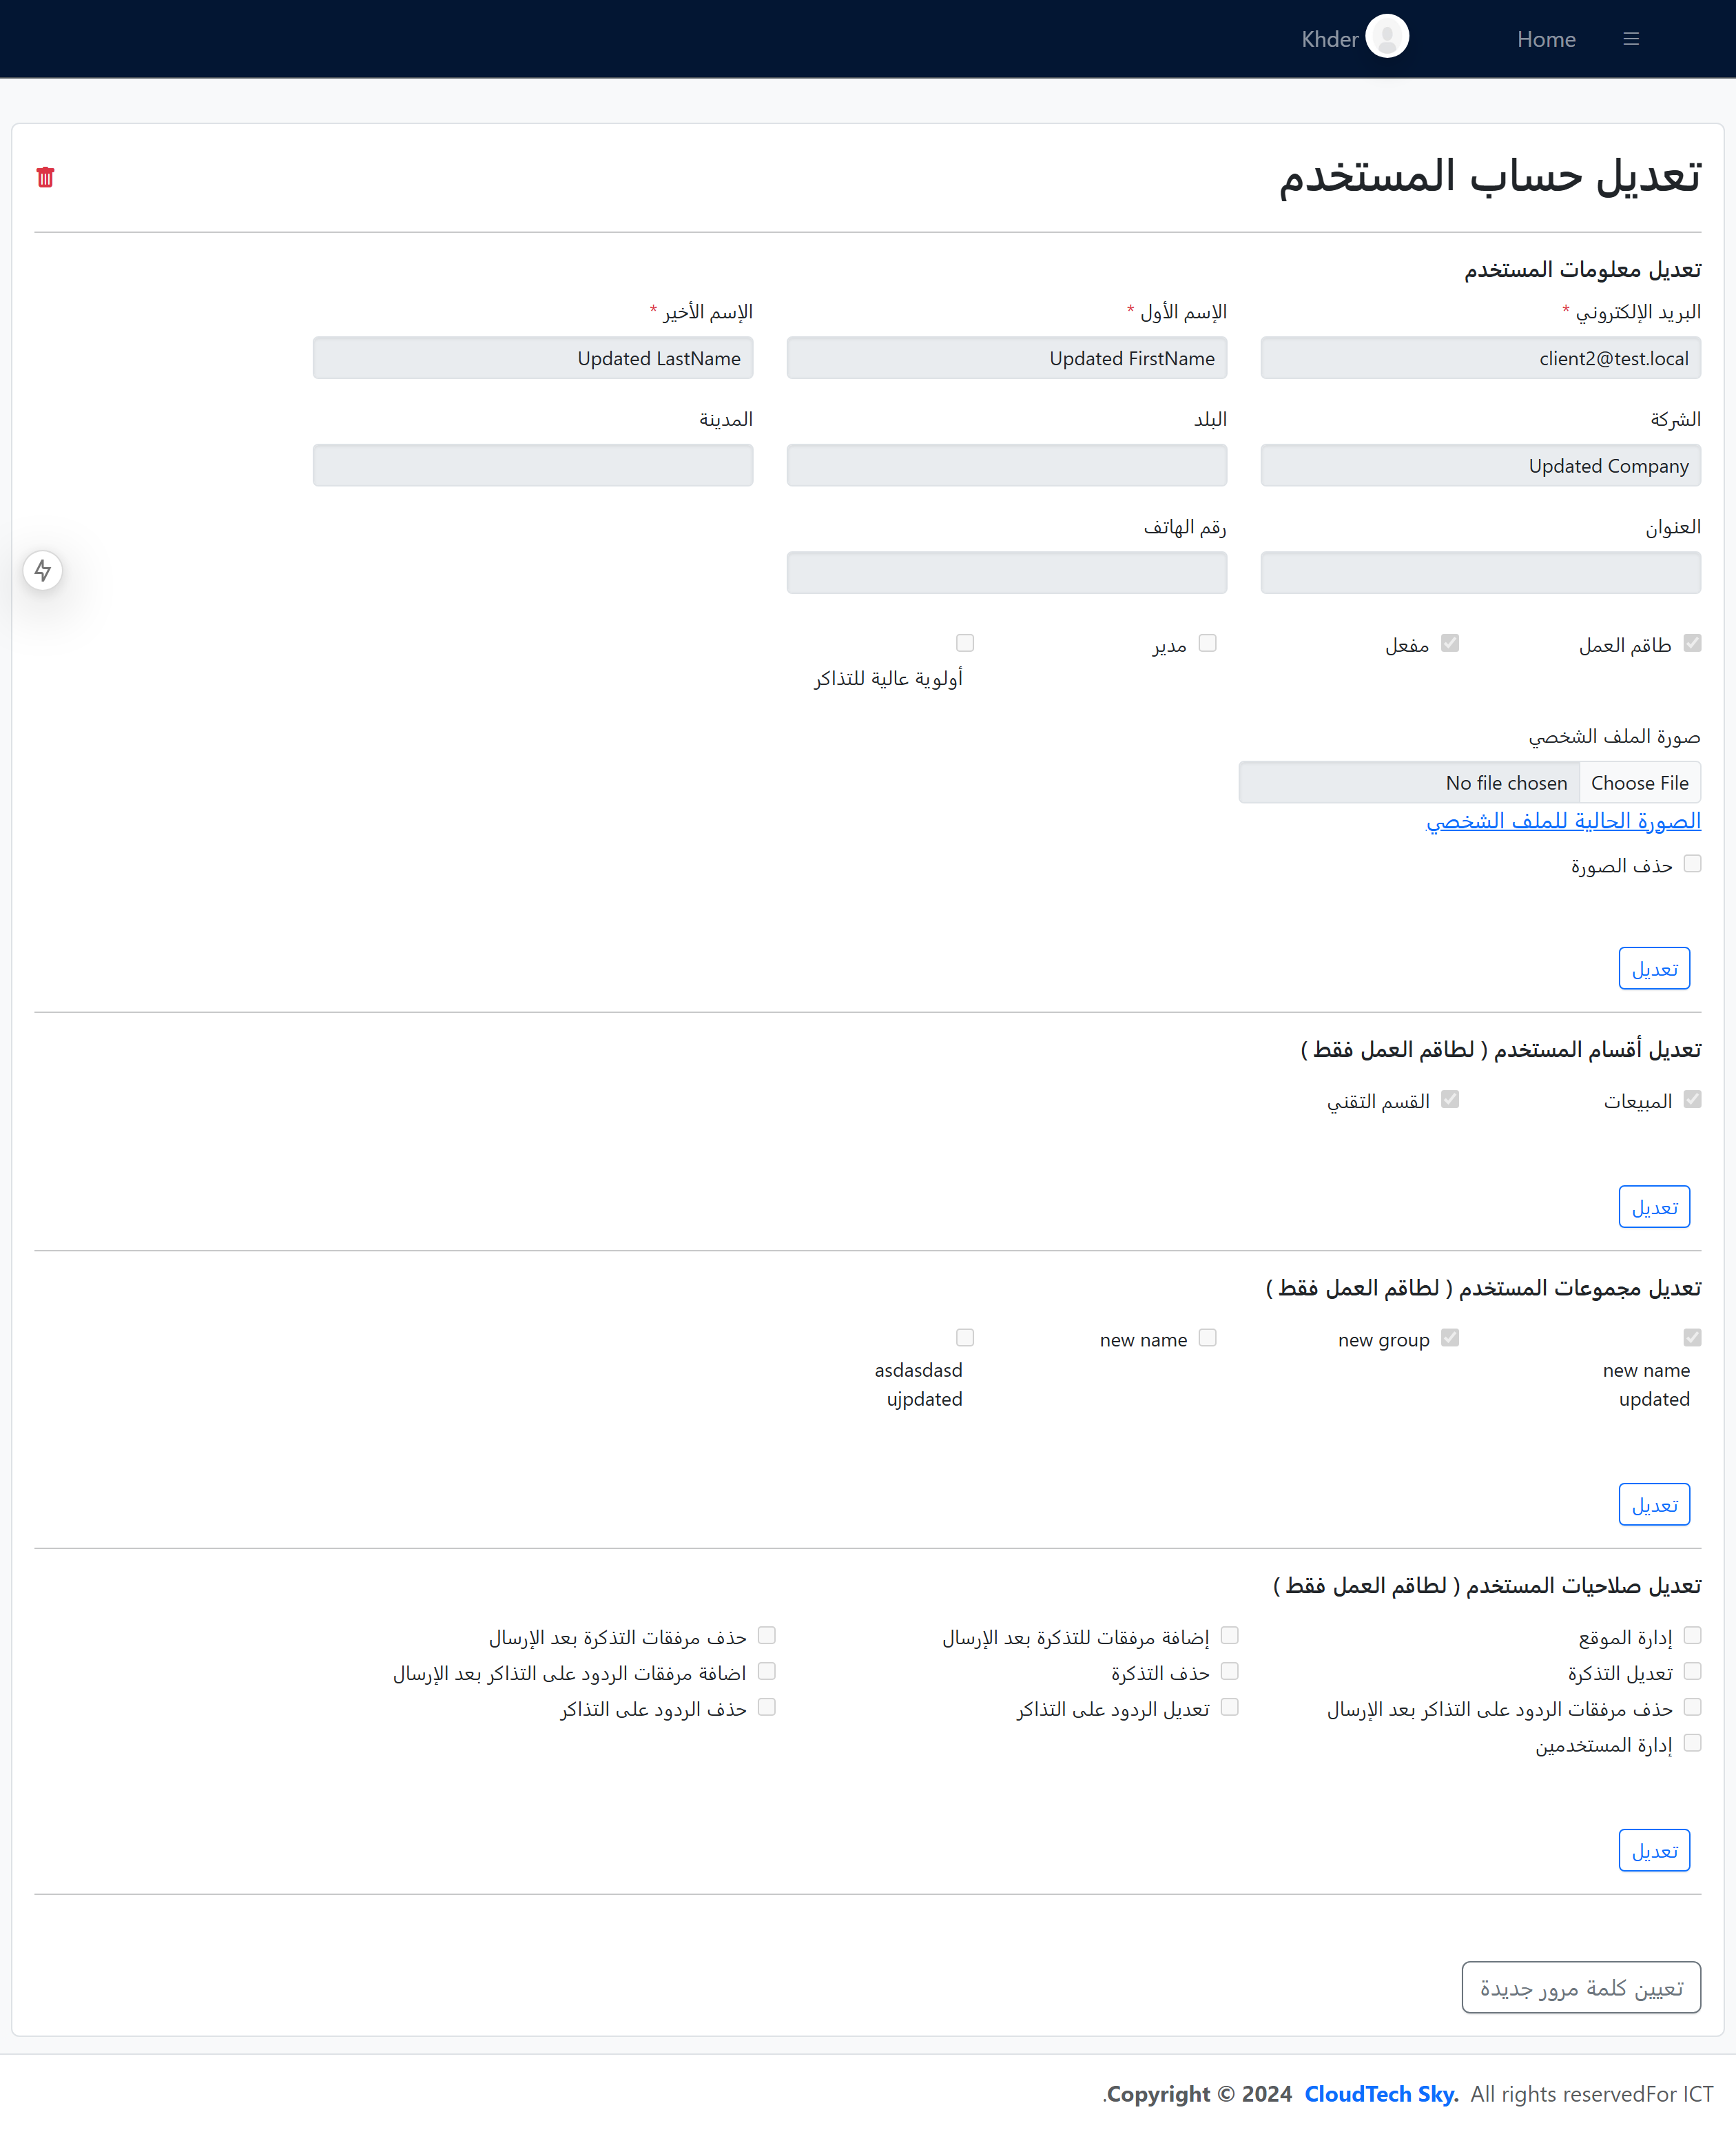 Home
Khder
تعديل حساب المستخدم
تعديل معلومات المستخدم
البريد الإلكتروني *
الإسم الأول *
الإسم الأخير *
client2@test.local
Updated FirstName
Updated LastName
الشركة
البلد
المدينة
Updated Company
العنوان
رقم الهاتف
طاقم العمل
مفعل
مدير
أولوية عالية للتذاكر
صورة الملف الشخصي
Choose File
No file chosen
الصورة الحالية للملف الشخصي
حذف الصورة
تعديل
تعديل أقسام المستخدم ( لطاقم العمل فقط )
المبيعات
القسم التقني
تعديل
تعديل مجموعات المستخدم ( لطاقم العمل فقط )
new name
updated
new group
new name
asdasdasd
ujpdated
تعديل
تعديل صلاحيات المستخدم ( لطاقم العمل فقط )
إدارة الموقع
إضافة مرفقات للتذكرة بعد الإرسال
حذف مرفقات التذكرة بعد الإرسال
تعديل التذكرة
حذف التذكرة
اضافة مرفقات الردود على التذاكر بعد الإرسال
حذف مرفقات الردود على التذاكر بعد الإرسال
تعديل الردود على التذاكر
حذف الردود على التذاكر
إدارة المستخدمين
تعديل
تعيين كلمة مرور جديدة
.Copyright © 2024 CloudTech Sky. All rights reservedFor ICT